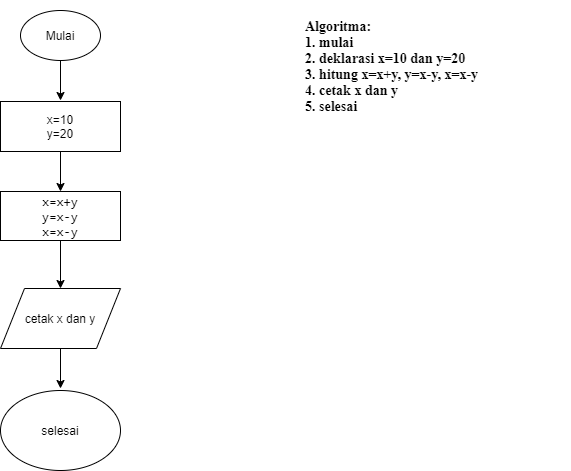 Mulai
x=10
y=20
x=x+y
y=x-y
x=x-y
cetak x dan y
selesai
Algoritma:
1. mulai
2. deklarasi x=10 dan y=20
3. hitung x=x+y, y=x-y, x=x-y
4. cetak x dan y
5. selesai